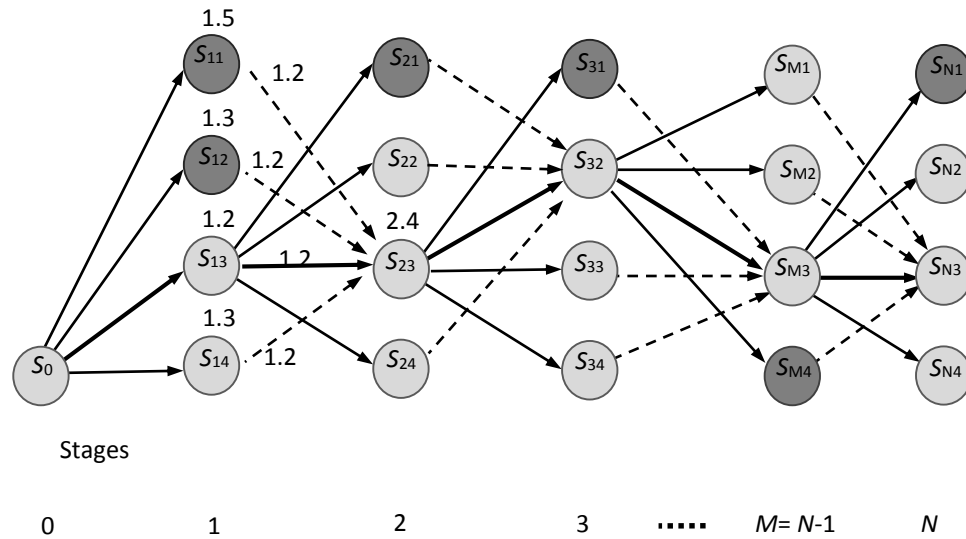 1.5
S11 S21 S31 SM1 SN1
1.2
1.3
S12 1.2 S22 S32 SM2 SN2
1.2 2.4
S13 1.2 S23 S33 SM3 SN3
1.3
S0 S14 1.2 S24 S34 SM4 SN4
Stages
0 1 2 3 M= N-1 N